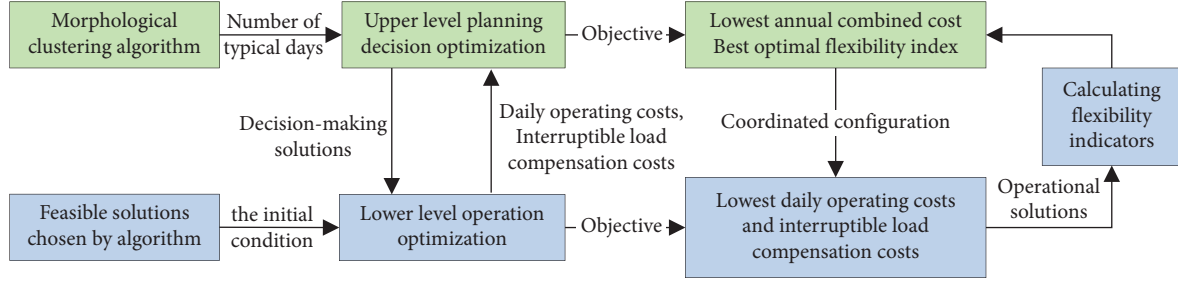 Morphological
clustering algorithm
Number of
typical days
Upper level planning
decision optimization
Objective
Lowest annual combined cost
Best optimal flexibility index
Decision-making
solutions
Daily operating costs,
Interruptible load
compensation costs
Coordinated configuration
Calculating
flexibility
indicators
Feasible solutions
chosen by algorithm
the initial
condition
Lower level operation
optimization
Objective
Lowest daily operating costs
and interruptible load
compensation costs
Operational
solutions